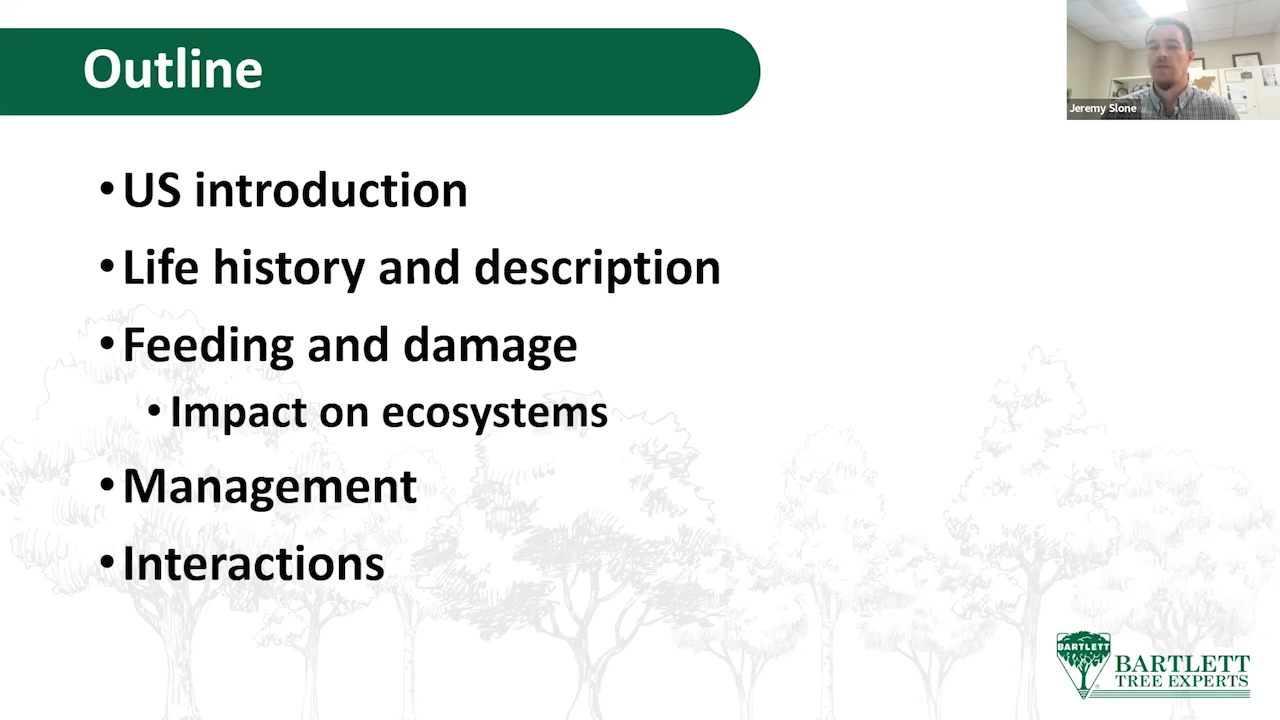 Outline
Jeremy Slone
• US introduction
• Life history and description
• Feeding and damage
• Impact on ecosystems
• Management
• Interactions
BARTLETT
BARTLETT
TREE EXPERTS